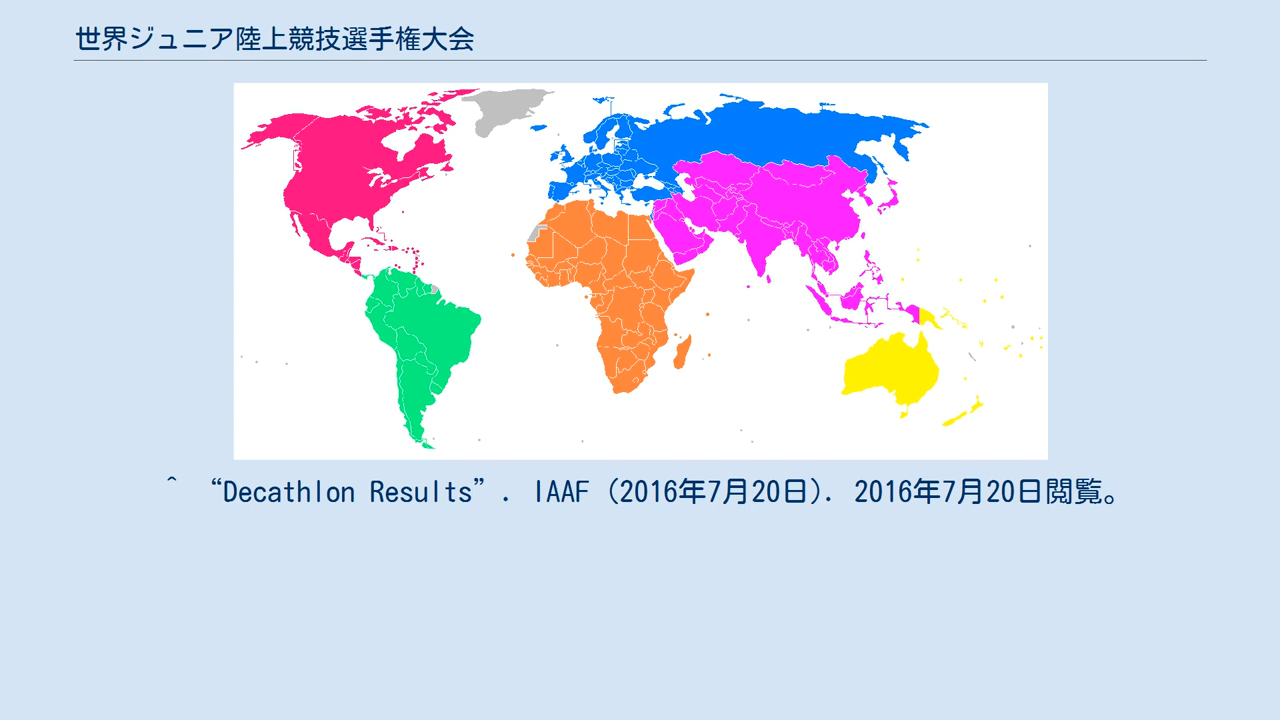 世界ジュニア陸上競技選手権大会
^ “Decathlon Results”. IAAF (2016年7月20日). 2016年7月20日閲覧。